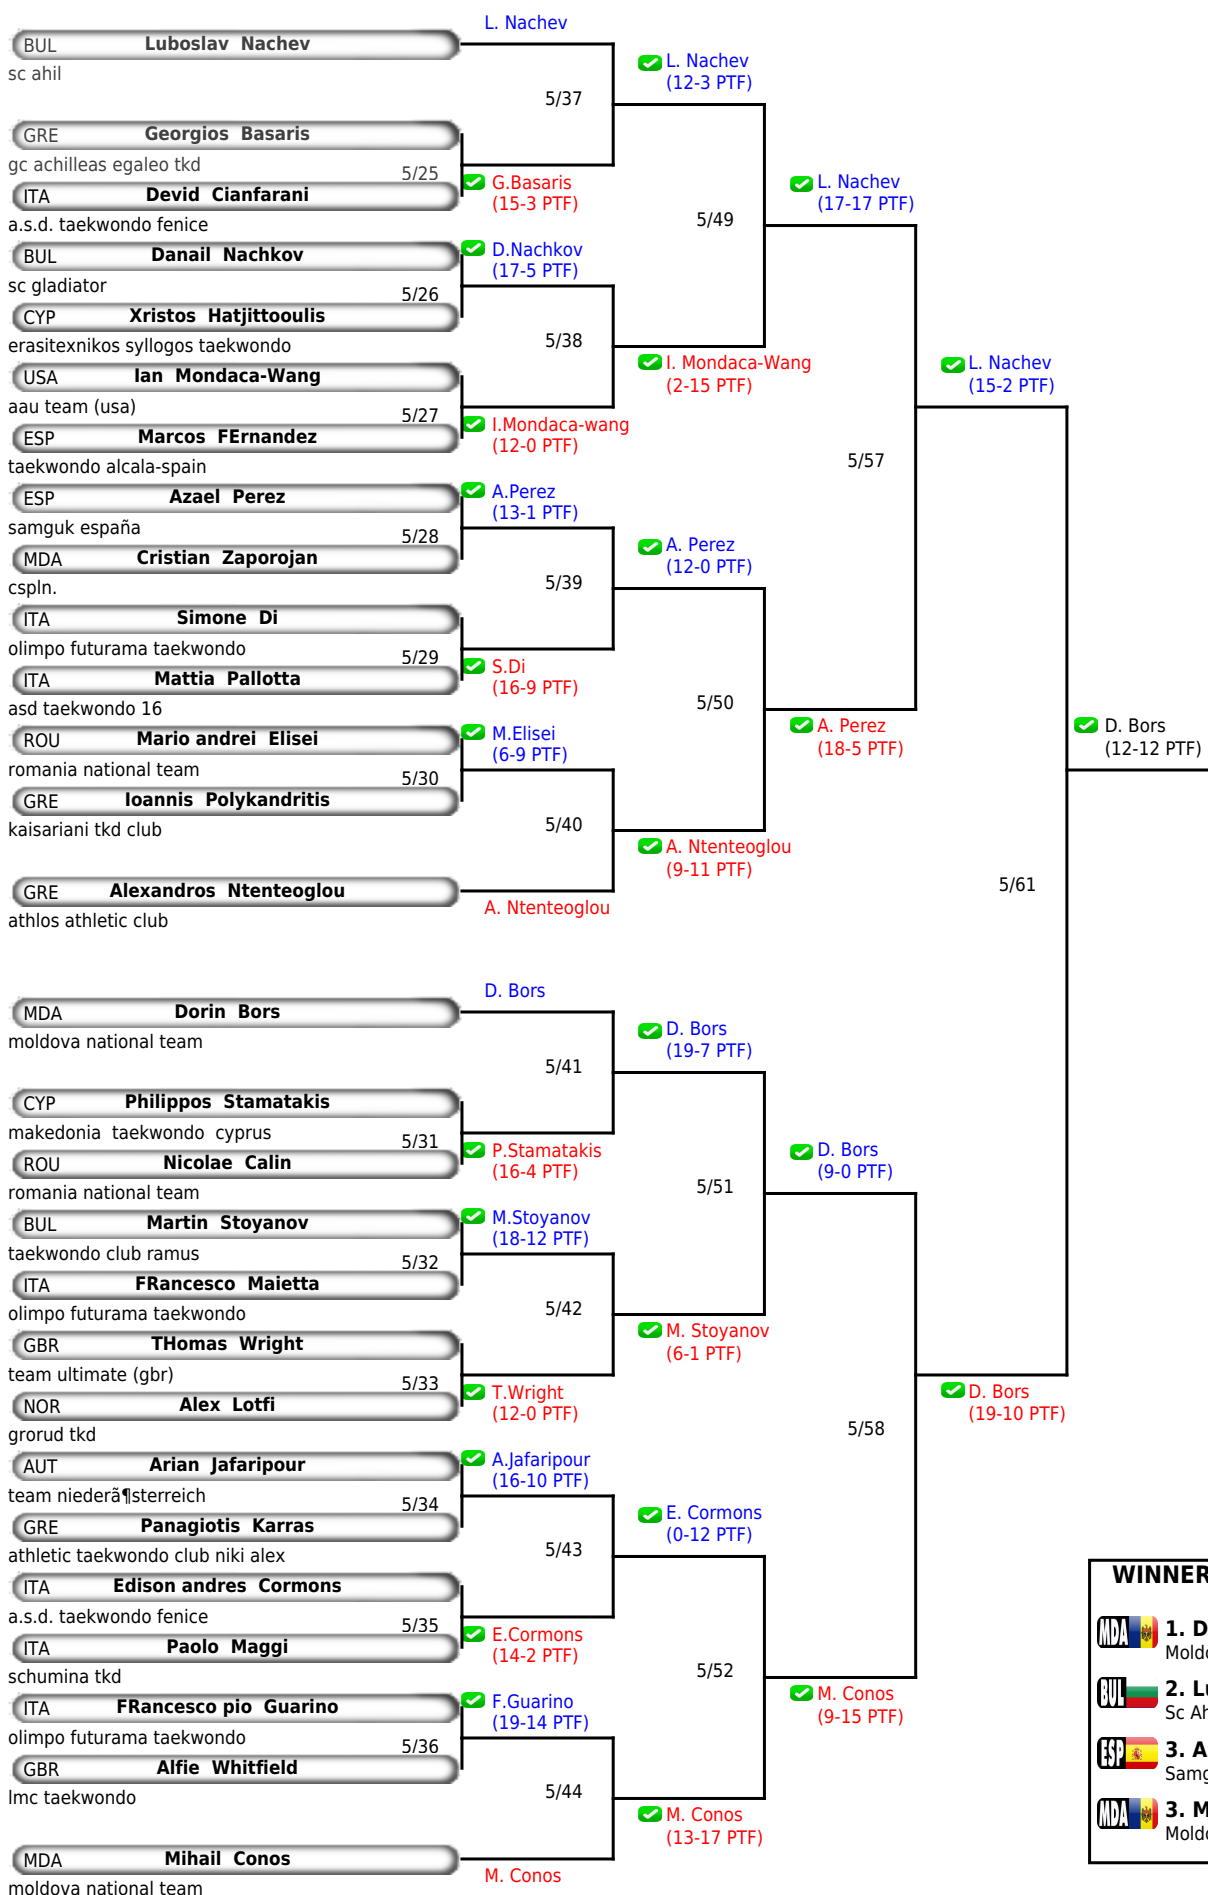 L. Nachev
BUL Luboslav Nachev
sc ahil
L. Nachev
(12-3 PTF)
5/37
GRE Georgios Basaris
gc achilleas egaleo tkd
5/25
ITA Devid Cianfarani
a.s.d. taekwondo fenice
G.Basaris
(15-3 PTF)
L. Nachev
(17-17 PTF)
5/49
BUL Danail Nachkov
sc gladiator
D.Nachkov
(17-5 PTF)
5/26
CYP Xristos Hatjittooulis
erasitexnikos syllogos taekwondo
5/38
I. Mondaca-Wang
(2-15 PTF)
L. Nachev
(15-2 PTF)
USA Ian Mondaca-Wang
aau team (usa)
5/27
ESP Marcos FErnandez
taekwondo alcala-spain
I.Mondaca-wang
(12-0 PTF)
5/57
ESP Azael Perez
samguk españa
A.Perez
(13-1 PTF)
5/28
MDA Cristian Zaporojan
cspln.
A. Perez
(12-0 PTF)
5/39
ITA Simone Di
olimpo futurama taekwondo
5/29
ITA Mattia Pallotta
asd taekwondo 16
S.Di
(16-9 PTF)
5/50
A. Perez
(18-5 PTF)
D. Bors
(12-12 PTF)
ROU Mario andrei Elisei
romania national team
M.Elisei
(6-9 PTF)
5/30
GRE Ioannis Polykandritis
kaisariani tkd club
5/40
A. Ntenteoglou
(9-11 PTF)
5/61
GRE Alexandros Ntenteoglou
athlos athletic club
A. Ntenteoglou
D. Bors
MDA Dorin Bors
moldova national team
D. Bors
(19-7 PTF)
5/41
CYP Philippos Stamatakis
makedonia taekwondo cyprus
5/31
ROU Nicolae Calin
romania national team
P.Stamatakis
(16-4 PTF)
D. Bors
(9-0 PTF)
5/51
BUL Martin Stoyanov
taekwondo club ramus
M.Stoyanov
(18-12 PTF)
5/32
ITA FRancesco Maietta
olimpo futurama taekwondo
5/42
M. Stoyanov
(6-1 PTF)
GBR THomas Wright
team ultimate (gbr)
5/33
NOR Alex Lotfi
grorud tkd
T.Wright
(12-0 PTF)
D. Bors
(19-10 PTF)
5/58
AUT Arian Jafaripour
team niederã¶sterreich
A.Jafaripour
(16-10 PTF)
5/34
GRE Panagiotis Karras
athletic taekwondo club niki alex
E. Cormons
(0-12 PTF)
5/43
ITA Edison andres Cormons
a.s.d. taekwondo fenice
5/35
ITA Paolo Maggi
schumina tkd
E.Cormons
(14-2 PTF)
5/52
M. Conos
(9-15 PTF)
ITA FRancesco pio Guarino
olimpo futurama taekwondo
F.Guarino
(19-14 PTF)
5/36
GBR Alfie Whitfield
lmc taekwondo
5/44
M. Conos
(13-17 PTF)
MDA Mihail Conos
moldova national team
M. Conos
WINNER
MDA 1. D
Moldo
BUL 2. Lu
Sc Ah
ESP 3. A
Samg
MDA 3. M
Moldo